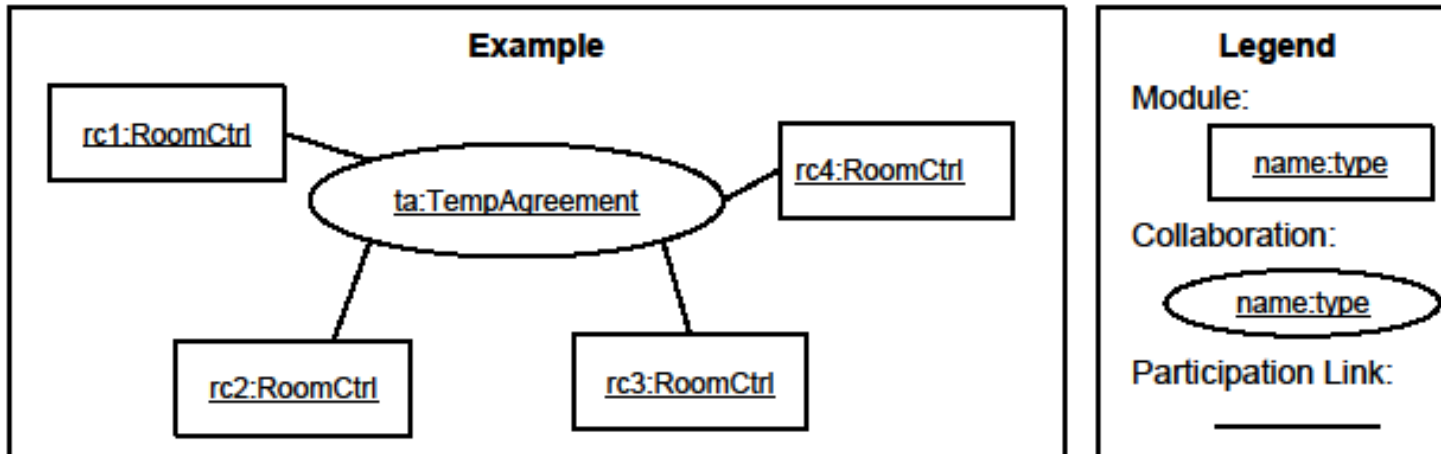 Example
rc1:RoomCtrl
ta:TempAgreement
rc4:RoomCtrl
rc2:RoomCtrl
rc3:RoomCtrl
Legend
Module:
name:type
Collaboration:
name:type
Participation Link: